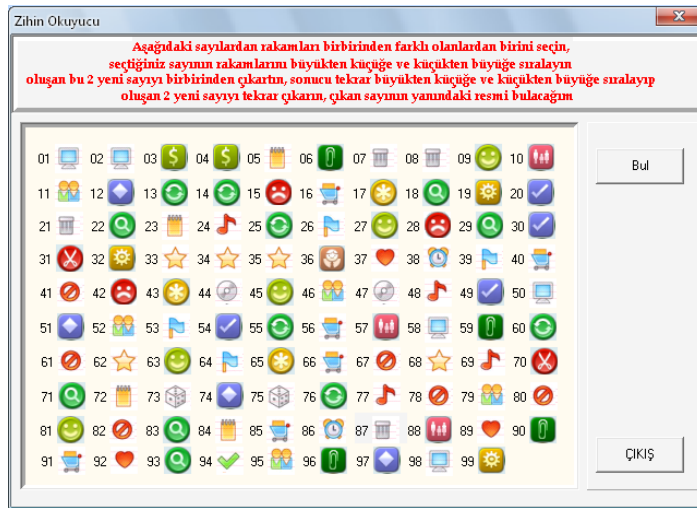 Zihin Okuyucu
Aşağıdaki sayılardan rakamları birbirinden farklı olanlardan birini seçin,
seçtiğiniz sayının rakamlarını büyükten küçüğe ve küçükten büyüğe sıralayın
oluşan bu 2 yeni sayıyı birbirinden çıkartın, sonucu tekrar büyükten küçüğe ve küçükten büyüğe sıralayıp
oluşan 2 yeni sayıyı tekrar çıkarın, çıkan sayının yanındaki resmi bulacağım
01 02 03 04 05 06 07 08 09 10
11 12 13 14 15 16 17 18 19 20
21 22 23 24 25 26 27 28 29 30
31 32 33 34 35 36 37 38 39 40
41 42 43 44 45 46 47 48 49 50
51 52 53 54 55 56 57 58 59 60
61 62 63 64 65 66 67 68 69 70
71 72 73 74 75 76 77 78 79 80
81 82 83 84 85 86 87 88 89 90
91 92 93 94 95 96 97 98 99
Bul
ÇIKIŞ